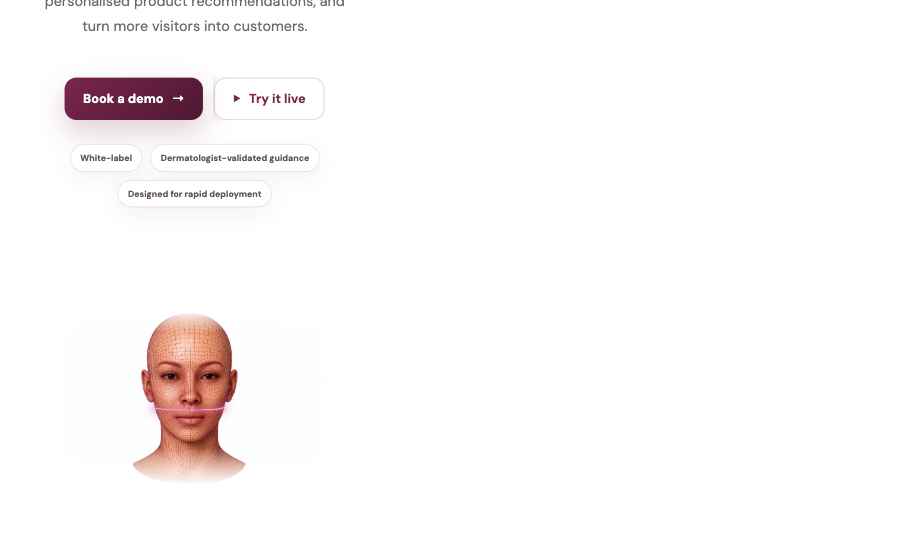 personalised product recommendations, and
turn more visitors into customers.
Book a demo →
▶ Try it live
White-label
Dermatologist-validated guidance
Designed for rapid deployment